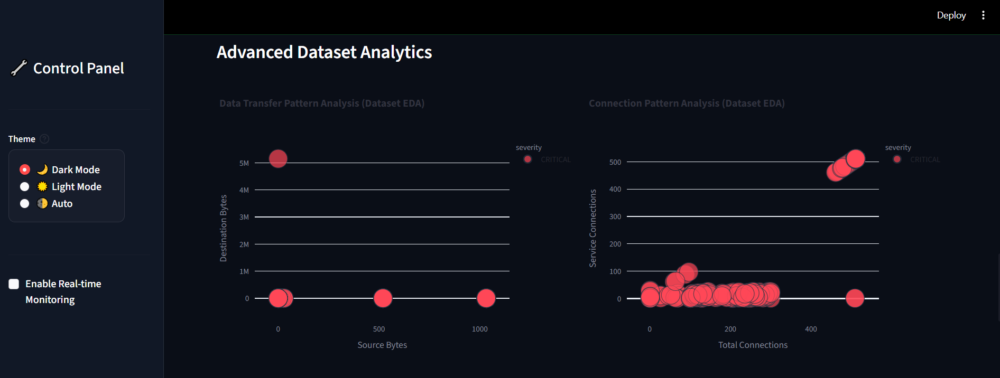 Deploy
Control Panel
Theme
Dark Mode
Light Mode
Auto
Enable Real-time
Monitoring
Advanced Dataset Analytics
Data Transfer Pattern Analysis (Dataset EDA)
severity
CRITICAL
Destination Bytes
5M
4M
3M
2M
1M
0
0 500 1000
Source Bytes
Connection Pattern Analysis (Dataset EDA)
severity
CRITICAL
Service Connections
500
400
300
200
100
0
0 200 400
Total Connections